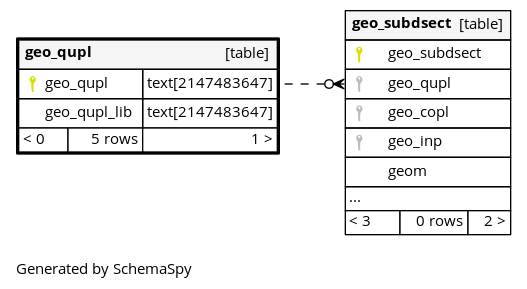 geo_qupl [table]
geo_qupl text[2147483647]
geo_qupl_lib text[2147483647]
< 0 5 rows 1 >
geo_subdsect [table]
geo_subdsect
geo_qupl
geo_copl
geo_inp
geom
...
< 3 0 rows 2 >
Generated by SchemaSpy